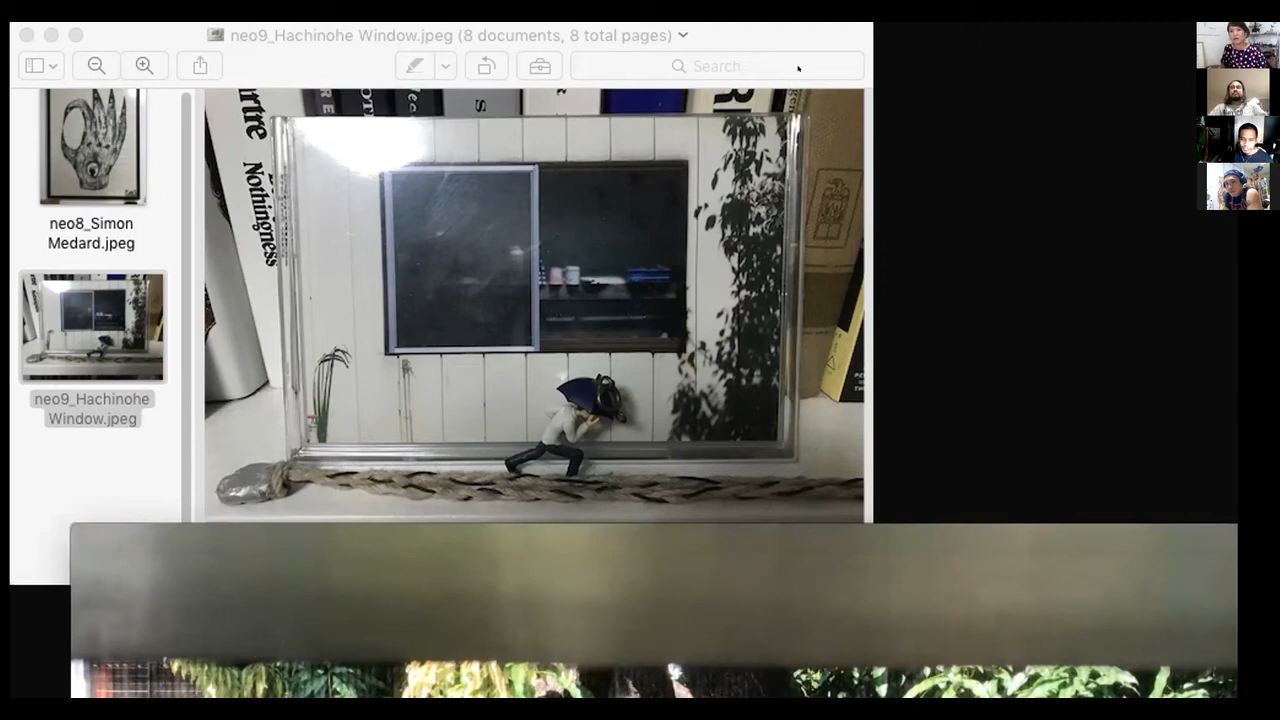 neo9_Hachinohe Window.jpeg (8 documents, 8 total pages)
Search
neo8_Simon
Medard.jpeg
neo9_Hachinohe
Window.jpeg
Nothingness